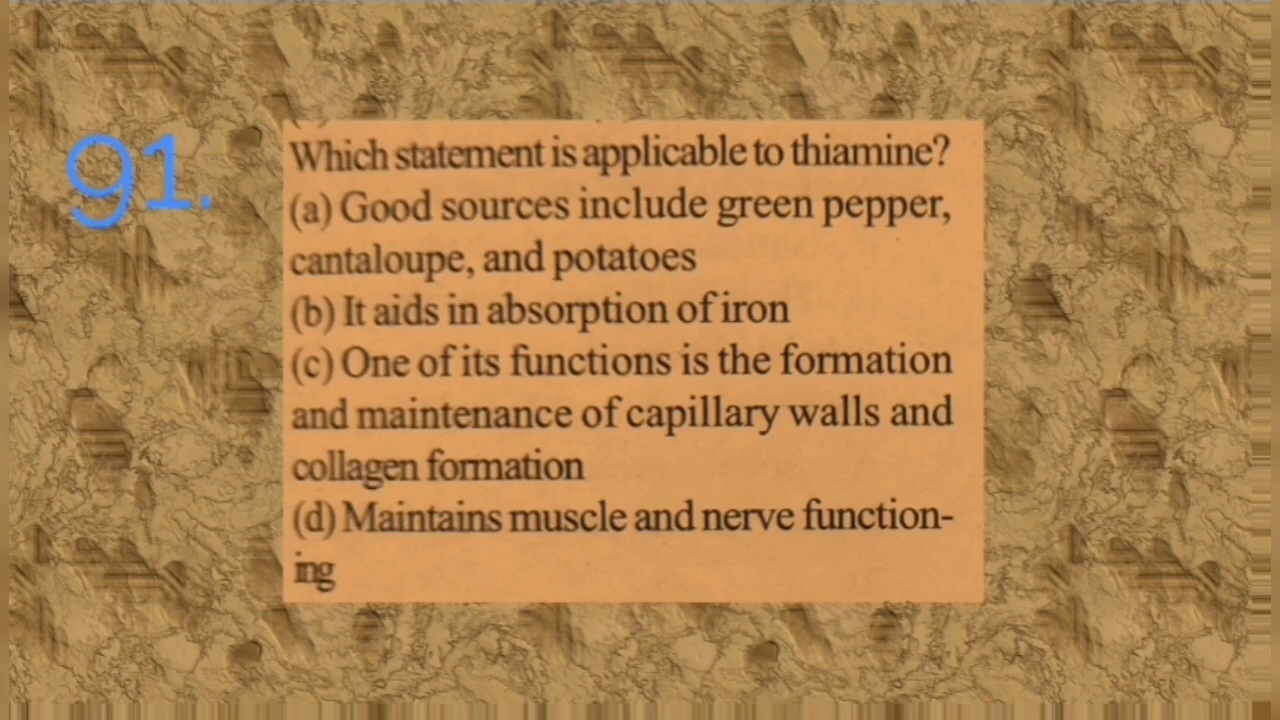 91.
Which statement is applicable to thiamine?
(a) Good sources include green pepper,
cantaloupe, and potatoes
(b) It aids in absorption of iron
(c) One of its functions is the formation
and maintenance of capillary walls and
collagen formation
(d) Maintains muscle and nerve function-
ing